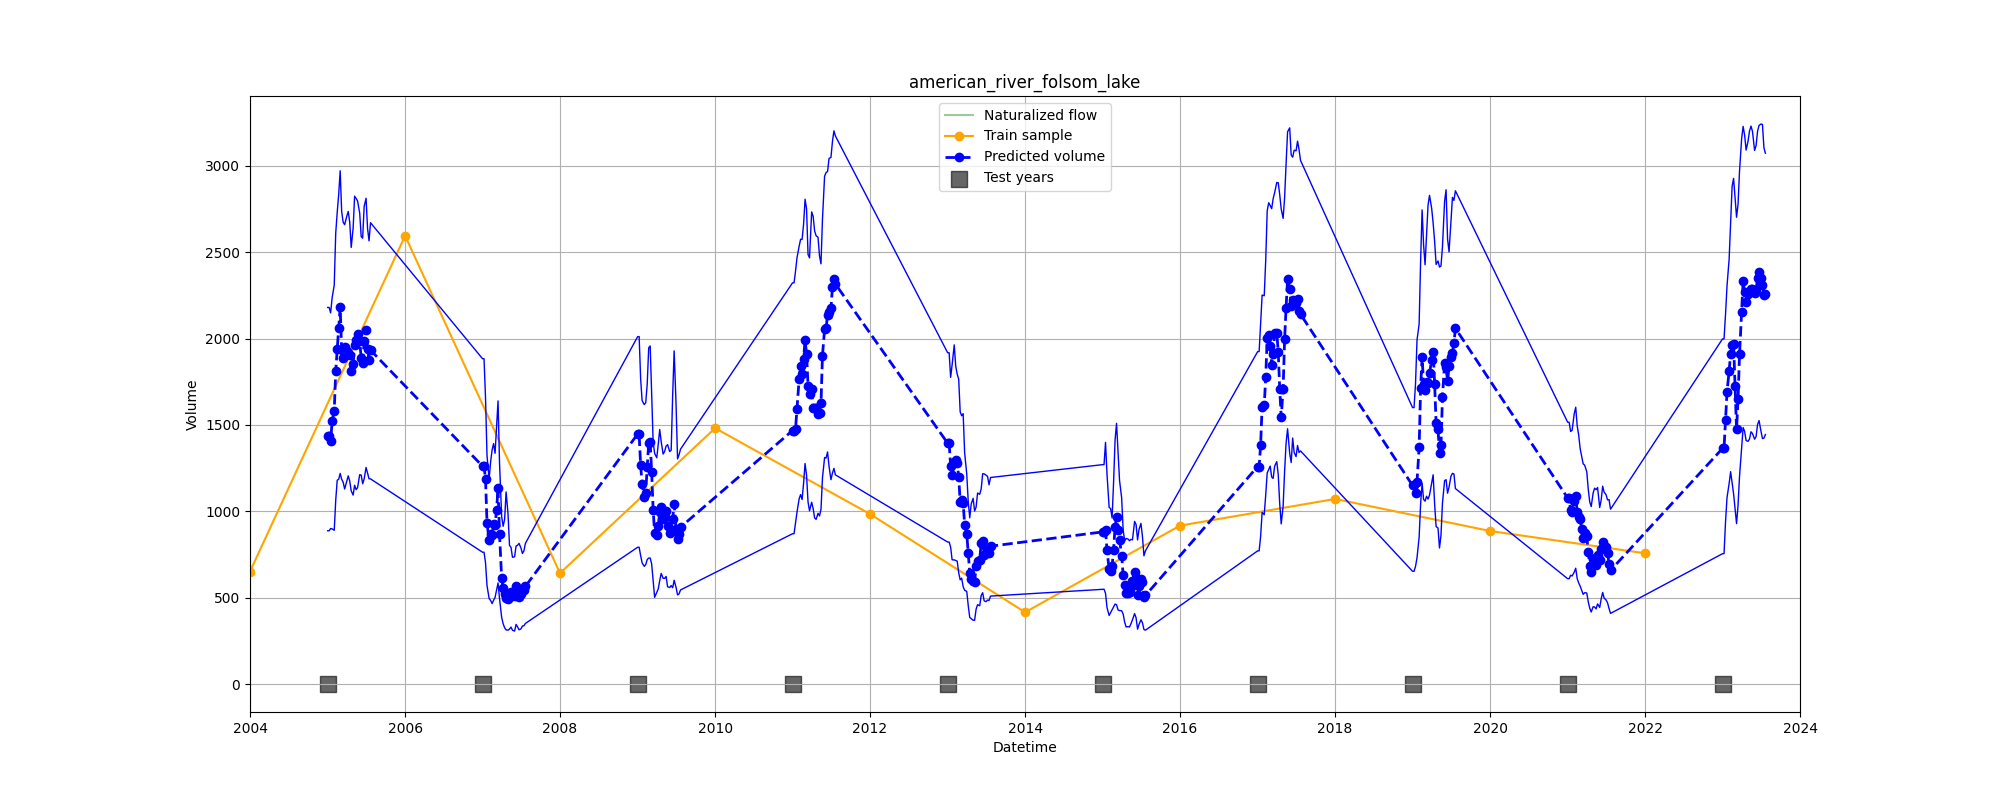 american_river_folsom_lake
Naturalized flow
Train sample
Predicted volume
Test years
Volume
3000
2500
2000
1500
1000
500
0
2004 2006 2008 2010 2012 2014 2016 2018 2020 2022 2024
Datetime